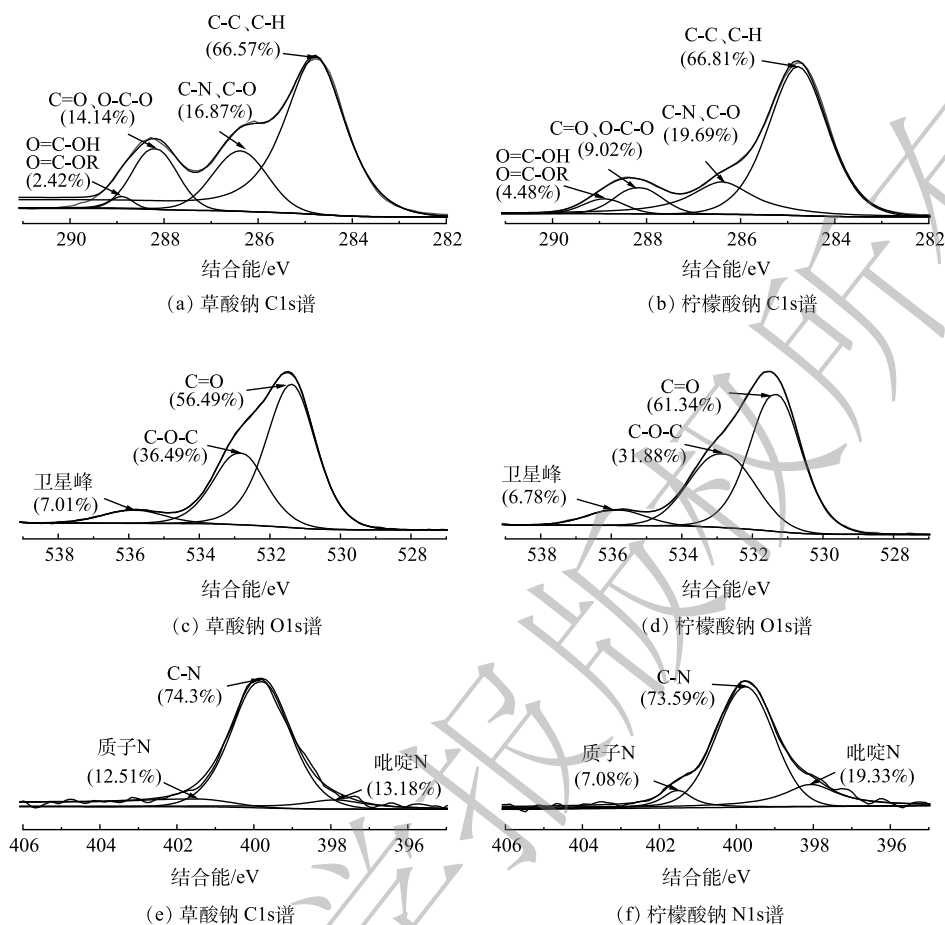 C-C、C-H
(66.57%)
C=O、O-C-O
(14.14%)
C-N、C-O
(16.87%)
O=C-OH
O=C-OR
(2.42%)
290 288 286 284 282
结合能/eV
(a) 草酸钠 C1s谱
C-C、C-H
(66.81%)
C-N、C-O
(19.69%)
C=O、O-C-O
(9.02%)
O=C-OH
O=C-OR
(4.48%)
290 288 286 284 282
结合能/eV
(b) 柠檬酸钠 C1s谱
C=O
(56.49%)
C-O-C
(36.49%)
卫星峰
(7.01%)
538 536 534 532 530 528
结合能/eV
(c) 草酸钠 O1s谱
C=O
(61.34%)
C-O-C
(31.88%)
卫星峰
(6.78%)
538 536 534 532 530 528
结合能/eV
(d) 柠檬酸钠 O1s谱
C-N
(74.3%)
质子N
(12.51%)
吡啶N
(13.18%)
406 404 402 400 398 396
结合能/eV
(e) 草酸钠 C1s谱
C-N
(73.59%)
质子N
(7.08%)
吡啶N
(19.33%)
406 404 402 400 398 396
结合能/eV
(f) 柠檬酸钠 N1s谱
学报版权所